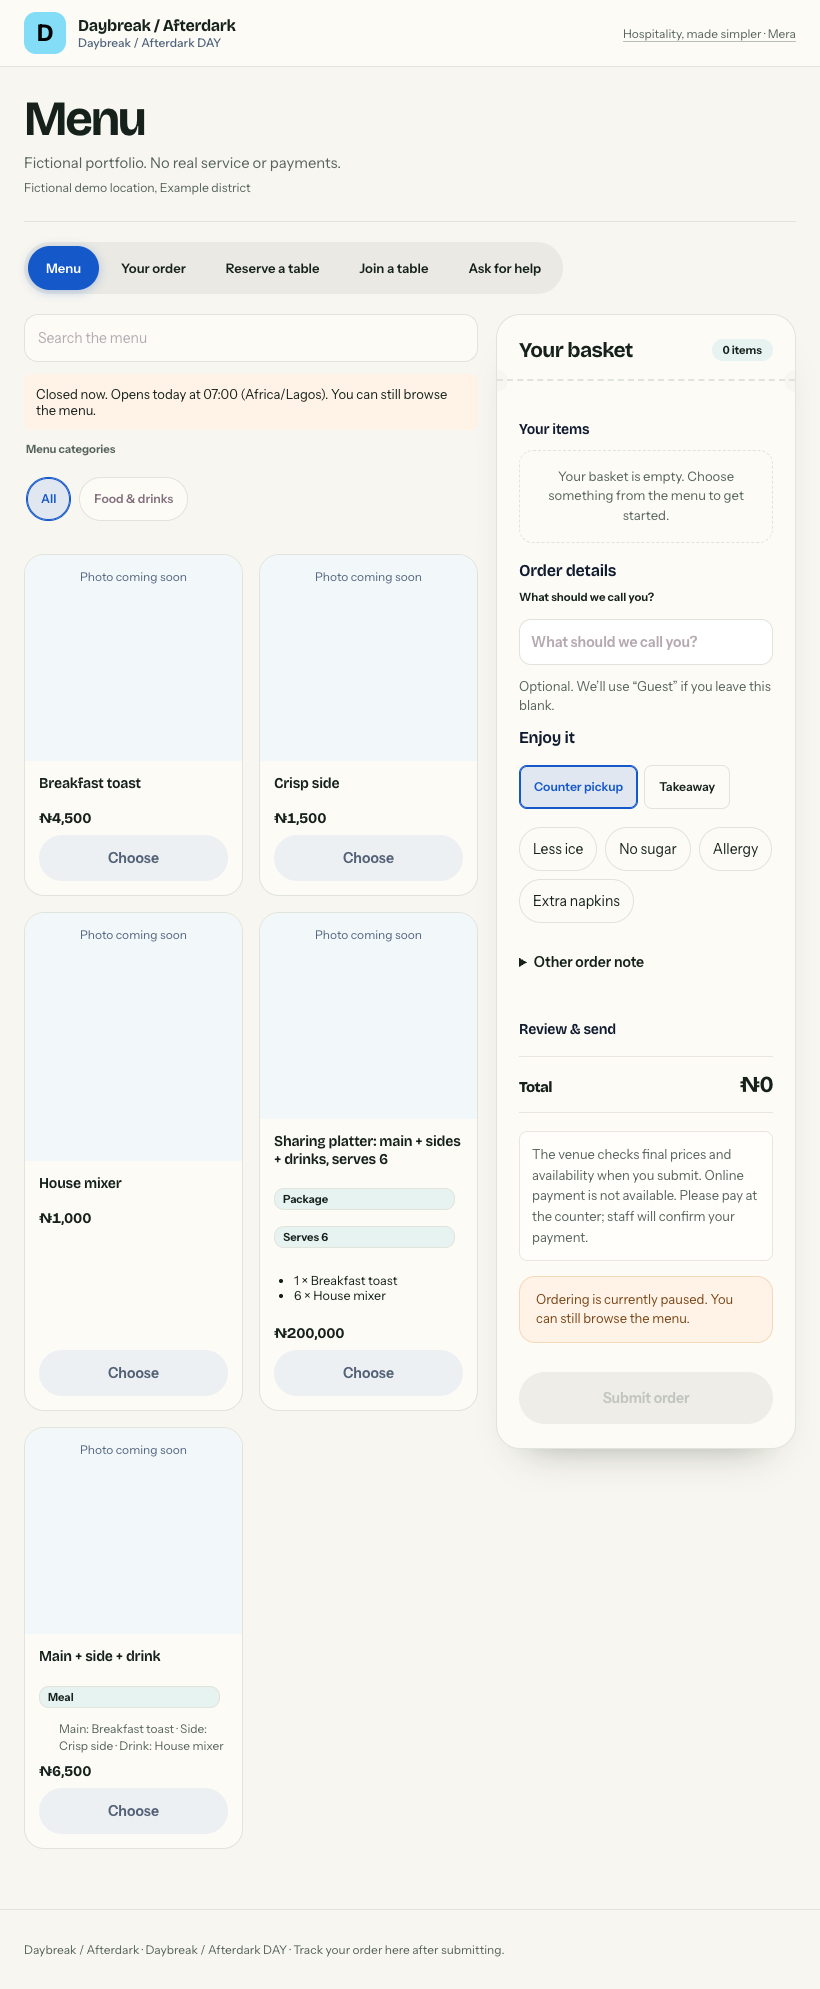 D
Daybreak / Afterdark
Daybreak / Afterdark DAY
Hospitality, made simpler · Mera
Menu
Fictional portfolio. No real service or payments.
Fictional demo location, Example district
Menu
Your order
Reserve a table
Join a table
Ask for help
Search the menu
Closed now. Opens today at 07:00 (Africa/Lagos). You can still browse
the menu.
Menu categories
All
Food & drinks
Photo coming soon
Breakfast toast
₦4,500
Choose
Photo coming soon
Crisp side
₦1,500
Choose
Photo coming soon
House mixer
₦1,000
Choose
Photo coming soon
Sharing platter: main + sides
+ drinks, serves 6
Package
Serves 6
• 1 × Breakfast toast
• 6 × House mixer
₦200,000
Choose
Photo coming soon
Main + side + drink
Meal
Main: Breakfast toast · Side:
Crisp side · Drink: House mixer
₦6,500
Choose
Your basket
0 items
Your items
Your basket is empty. Choose
something from the menu to get
started.
Order details
What should we call you?
What should we call you?
Optional. We’ll use “Guest” if you leave this
blank.
Enjoy it
Counter pickup
Takeaway
Less ice
No sugar
Allergy
Extra napkins
Other order note
Review & send
Total
₦0
The venue checks final prices and
availability when you submit. Online
payment is not available. Please pay at
the counter; staff will confirm your
payment.
Ordering is currently paused. You
can still browse the menu.
Submit order
Daybreak / Afterdark · Daybreak / Afterdark DAY · Track your order here after submitting.